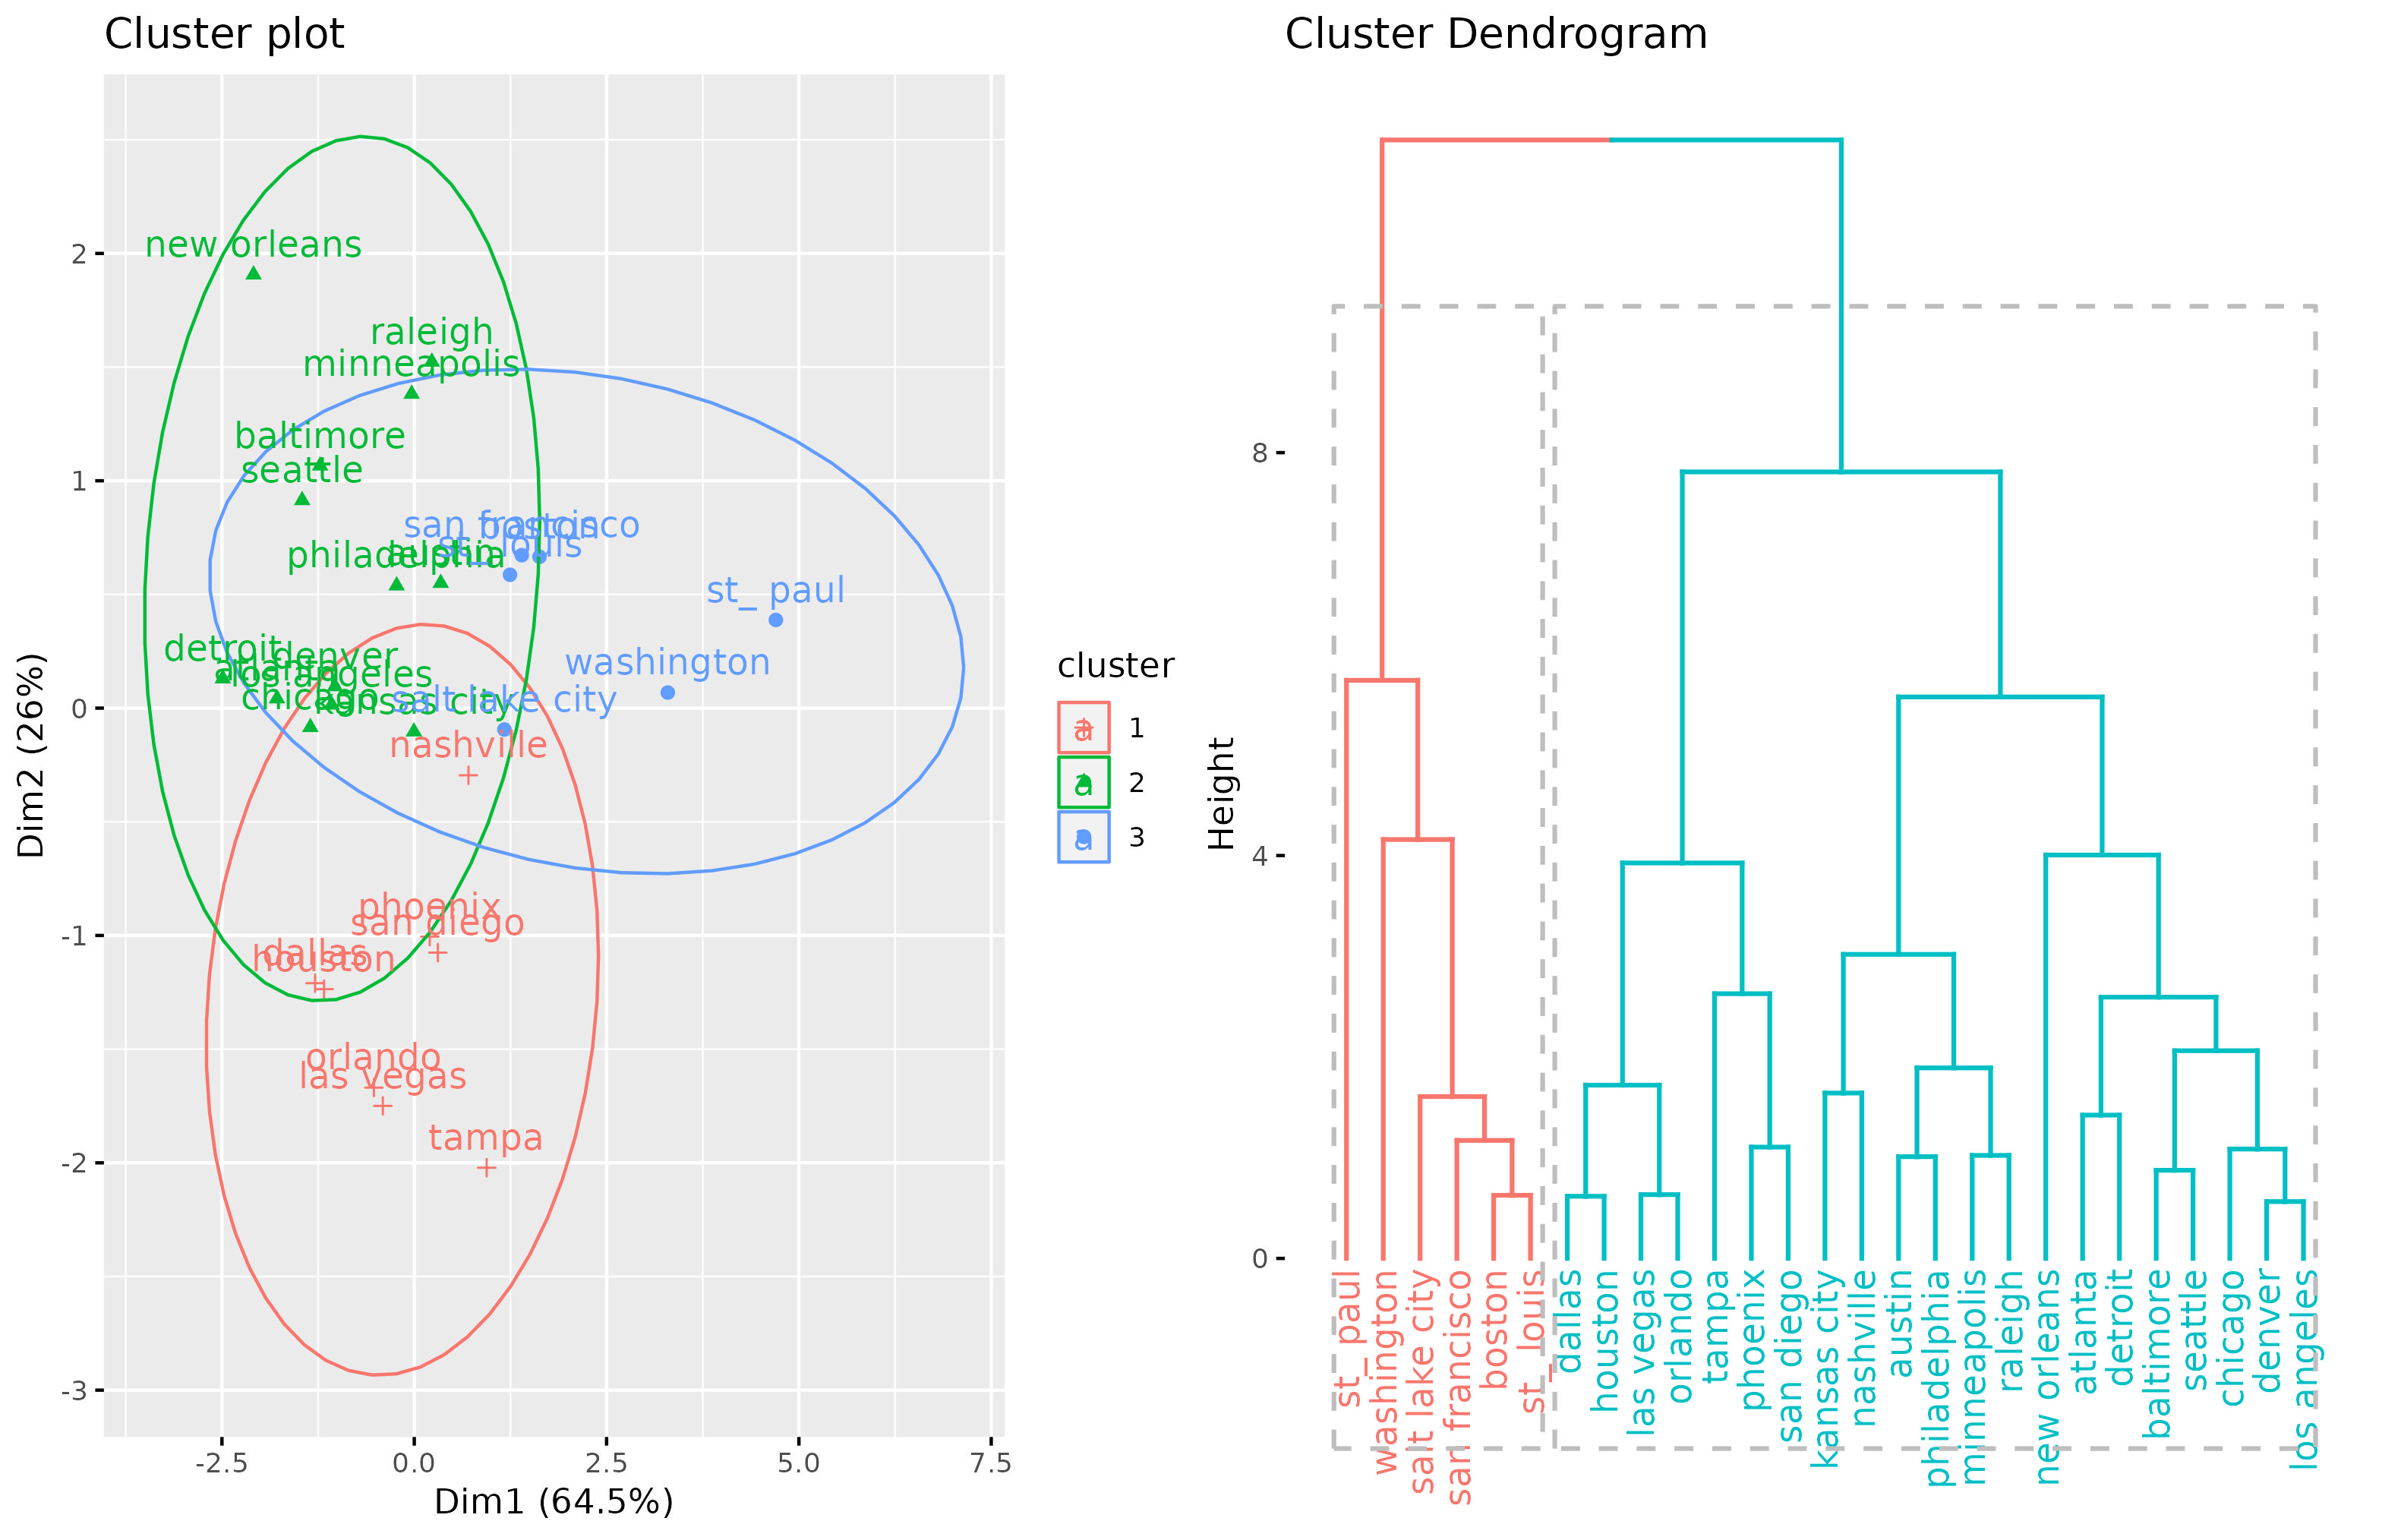 Cluster plot
Dim2 (26%)
2
1
0
-1
-2
-3
new orleans
raleigh
minneapolis
baltimore
seattle
san francisco
boston
st_ louis
philadelphia
austin
st_ paul
detroit
denver
atlanta
los angeles
washington
chicago
kansas city
salt lake city
nashville
phoenix
san diego
dallas
houston
orlando
las vegas
tampa
-2.5
0.0
2.5
5.0
7.5
Dim1 (64.5%)
cluster
a 1
a 2
a 3
Cluster Dendrogram
Height
8
4
0
st_ paul
washington
salt lake city
san francisco
boston
st_ louis
dallas
houston
las vegas
orlando
tampa
phoenix
san diego
kansas city
nashville
austin
philadelphia
minneapolis
raleigh
new orleans
atlanta
detroit
baltimore
seattle
chicago
denver
los angeles